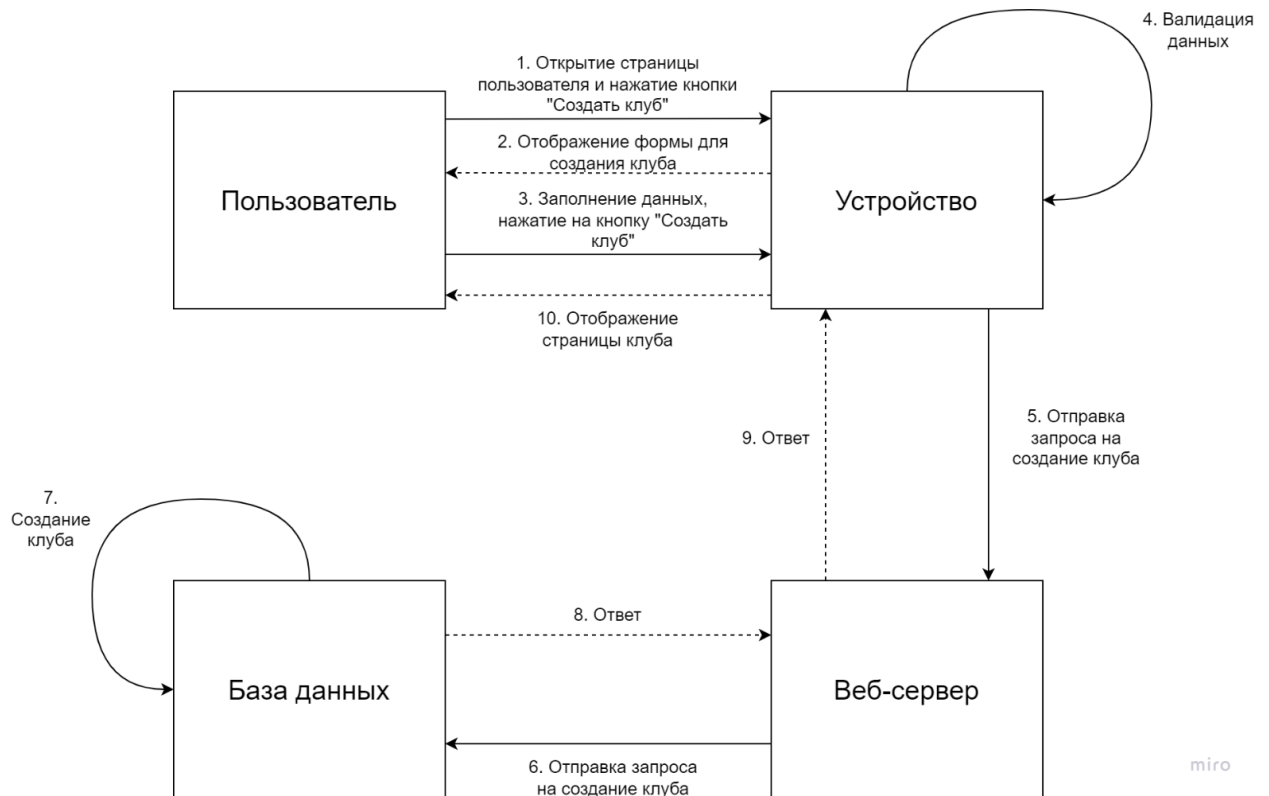 4. Валидация
данных
1. Открытие страницы
пользователя и нажатие кнопки
"Создать клуб"
2. Отображение формы для
создания клуба
Пользователь
Устройство
3. Заполнение данных,
нажатие на кнопку "Создать
клуб"
10. Отображение
страницы клуба
9. Ответ
5. Отправка
запроса на
создание клуба
7.
Создание
клуба
8. Ответ
База данных
Веб-сервер
6. Отправка запроса
на создание клуба
miro